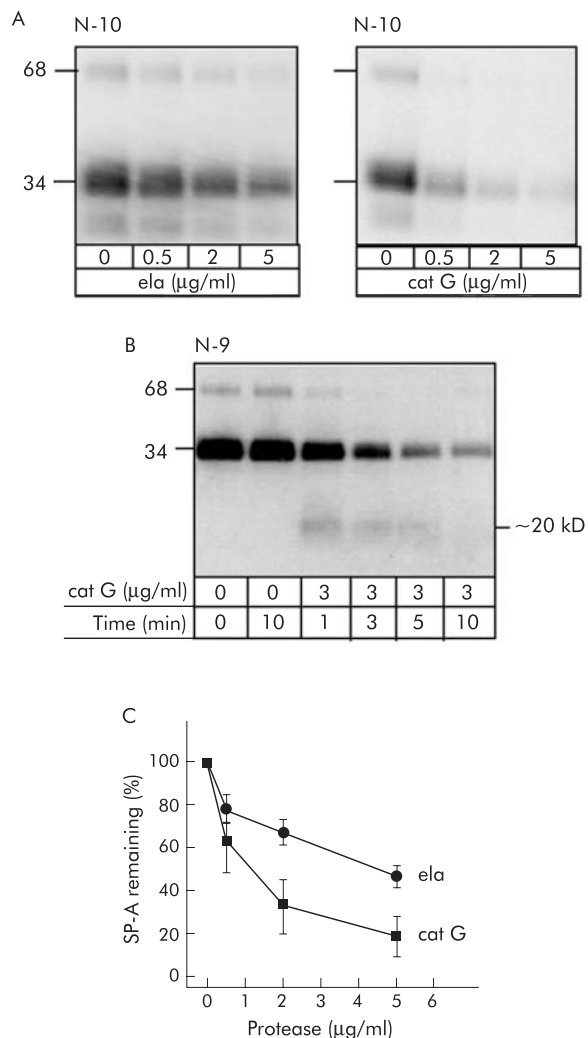 A
N-10
N-10
68
34
0 0.5 2 5
0 0.5 2 5
ela (μg/ml)
cat G (μg/ml)
B
N-9
68
34
~20 kD
cat G (μg/ml) 0 0 3 3 3 3
Time (min) 0 10 1 3 5 10
C
100
80
60
40
20
0
SP-A remaining (%)
ela
cat G
0 1 2 3 4 5 6
Protease (μg/ml)